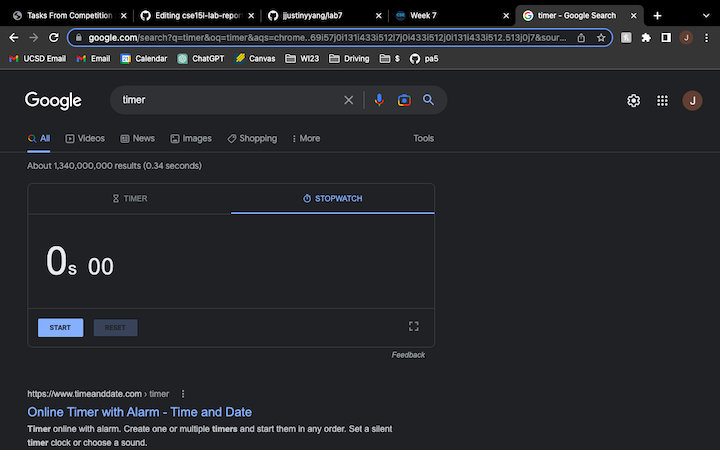 Tasks From Competition
Editing cse15l-lab-repor
jjustinyyang/lab7
Week 7
timer - Google Search
google.com/search?q=timer&oq=timer&aqs=chrome..69i57j0i131i433i512l7j0i433i512j0i131i433i512.513j0j7&sour...
UCSD Email
Email
Calendar
ChatGPT
Canvas
WI23
Driving
$
pa5
Google
timer
J
All
Videos
News
Images
Shopping
More
Tools
About 1,340,000,000 results (0.34 seconds)
TIMER
STOPWATCH
0s 00
START
RESET
Feedback
https://www.timeanddate.com › timer
Online Timer with Alarm - Time and Date
Timer online with alarm. Create one or multiple timers and start them in any order. Set a silent
timer clock or choose a sound.